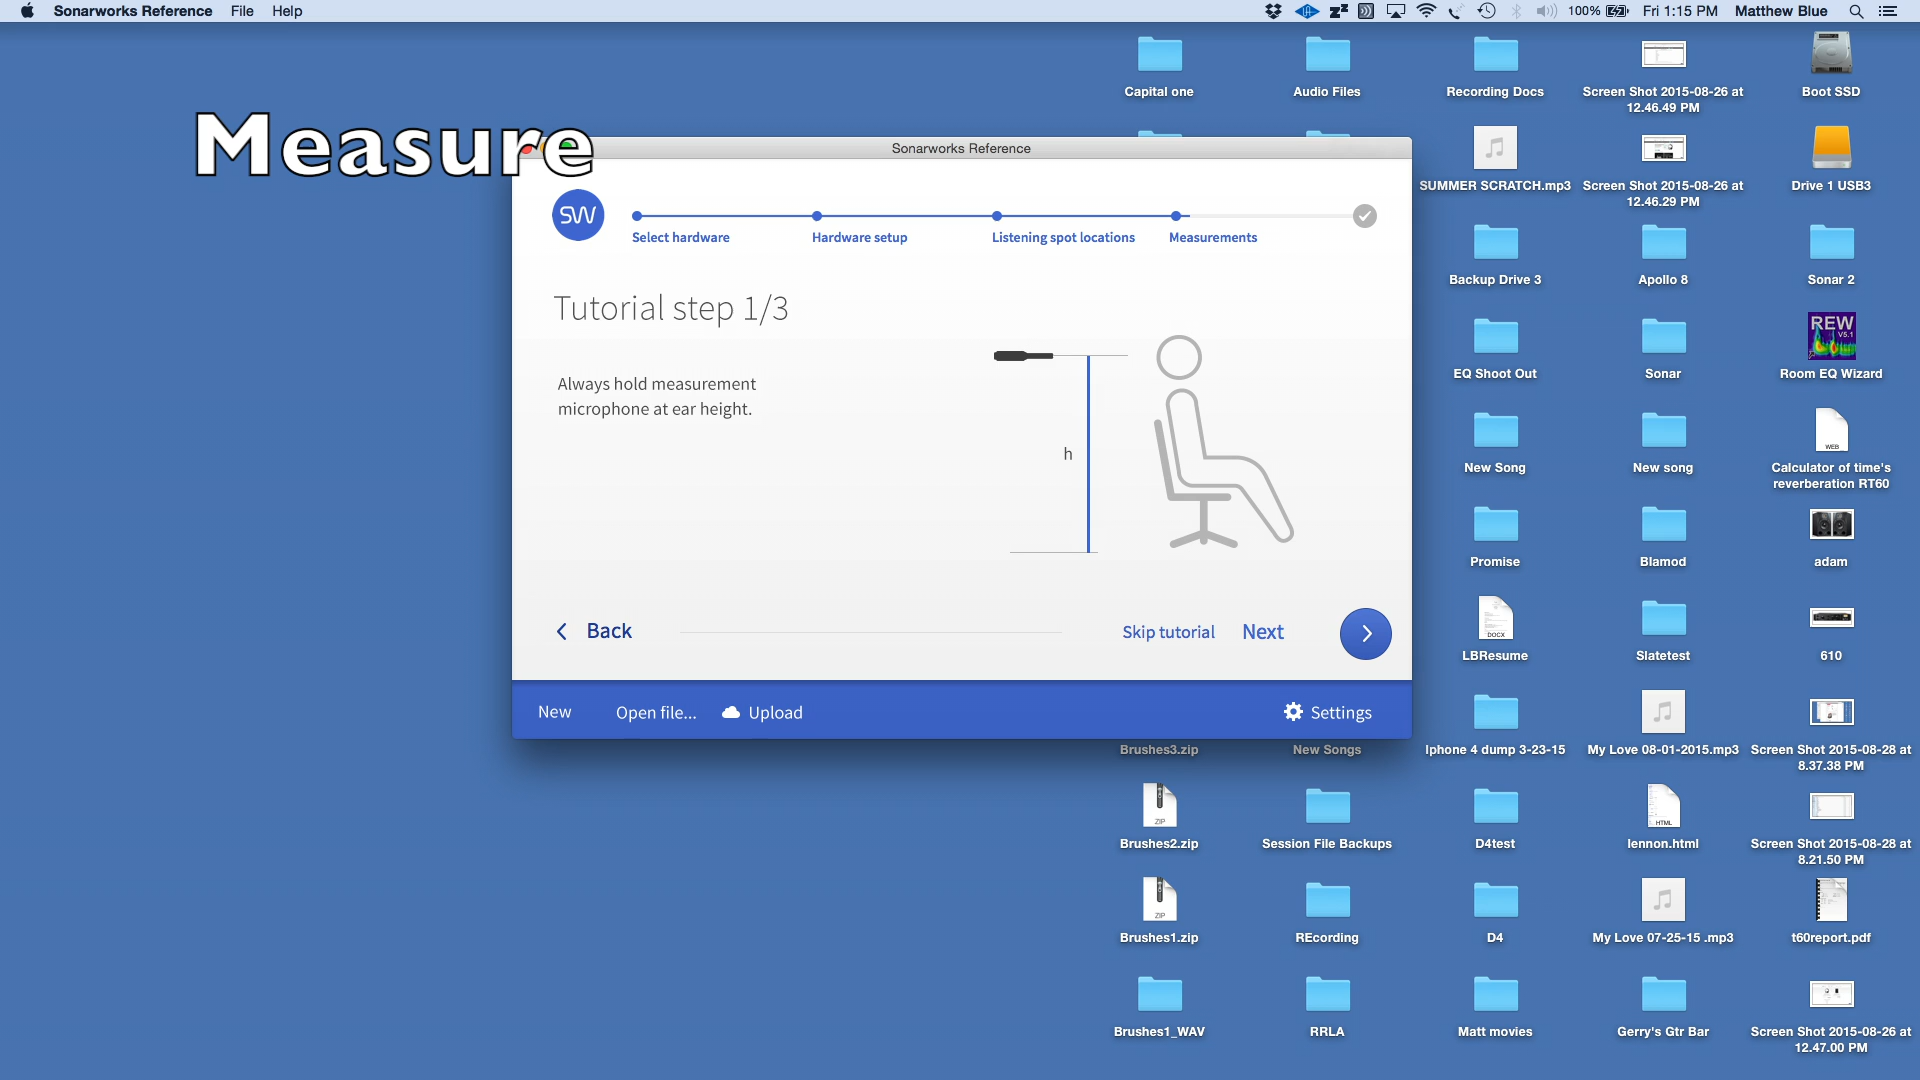 Sonarworks Reference File Help
100% Fri 1:15 PM Matthew Blue
Measure
Sonarworks Reference
SW
Select hardware
Hardware setup
Listening spot locations
Measurements
Tutorial step 1/3
Always hold measurement
microphone at ear height.
h
Back
Skip tutorial
Next
New
Open file...
Upload
Settings
Capital one
Audio Files
Recording Docs
Screen Shot 2015-08-26 at
12.46.49 PM
Boot SSD
SUMMER SCRATCH.mp3
Screen Shot 2015-08-26 at
12.46.29 PM
Drive 1 USB3
Backup Drive 3
Apollo 8
Sonar 2
EQ Shoot Out
Sonar
REW
V5.1
Room EQ Wizard
New Song
New song
WEB
Calculator of time's
reverberation RT60
Promise
Blamod
adam
DOCX
LBResume
Slatetest
610
Brushes3.zip
New Songs
Iphone 4 dump 3-23-15
My Love 08-01-2015.mp3
Screen Shot 2015-08-28 at
8.37.38 PM
ZIP
Brushes2.zip
Session File Backups
D4test
HTML
lennon.html
Screen Shot 2015-08-28 at
8.21.50 PM
ZIP
Brushes1.zip
REcording
D4
My Love 07-25-15 .mp3
t60report.pdf
Brushes1_WAV
RRLA
Matt movies
Gerry's Gtr Bar
Screen Shot 2015-08-26 at
12.47.00 PM